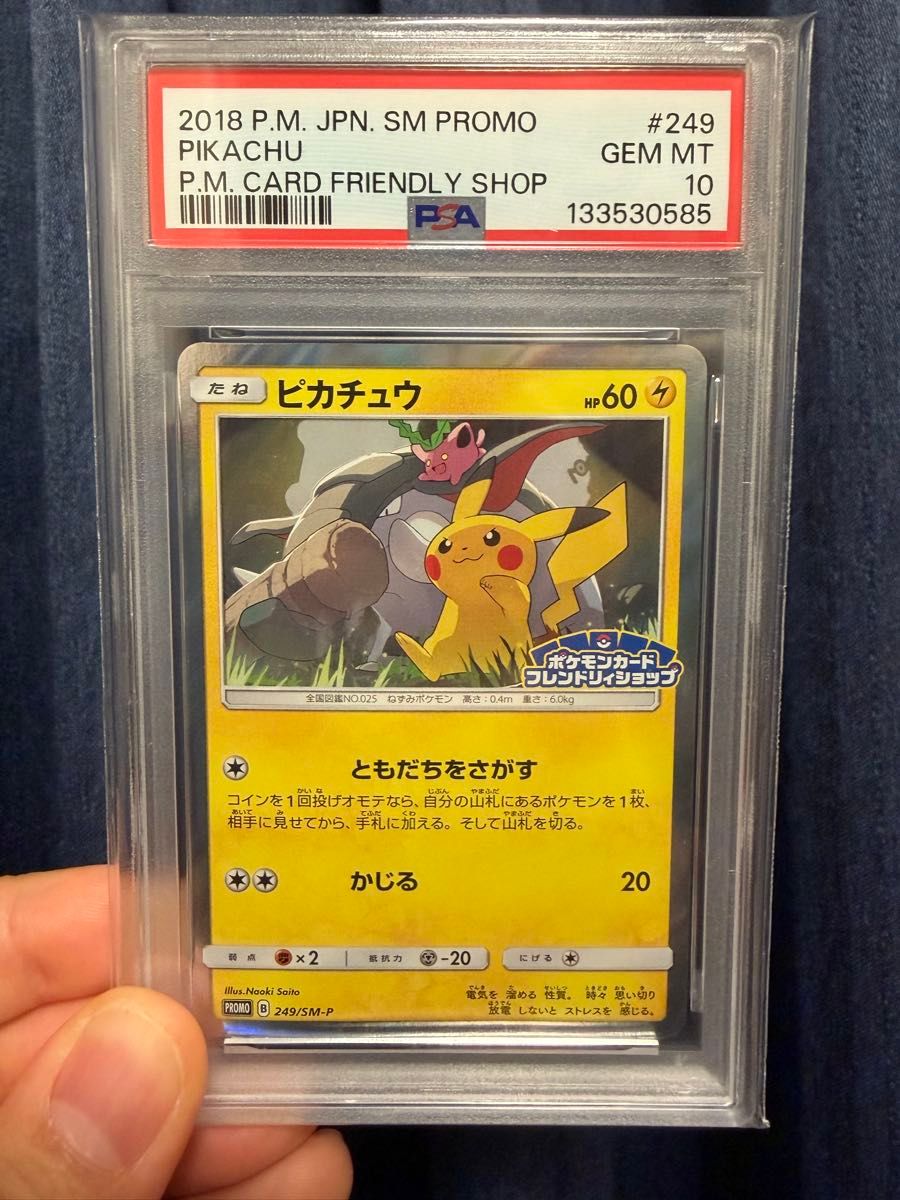 2018 P.M. JPN. SM PROMO #249
PIKACHU GEM MT
P.M. CARD FRIENDLY SHOP 10
PSA 133530585
たね ピカチュウ HP60
ポケモンカード
フレンドリィショップ
全国図鑑NO.025 ねずみポケモン 高さ:0.4m 重さ:6.0kg
ともだちをさがす
コインを1回投げオモテなら、自分の山札にあるポケモンを1枚、
相手に見せてから、手札に加える。そして山札を切る。
かじる 20
弱点 ×2 抵抗力 -20 にげる
Illus.Naoki Saito
電気を 溜める 性質。 時々 思い切り
放電 しないと ストレスを 感じる。
PROMO B 249/SM-P